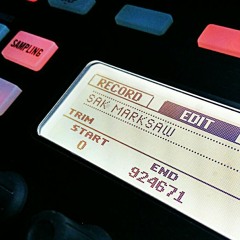 SAMPLING
RECORD EDIT
SAK MARKSAW
TRIM
START END
0 924671